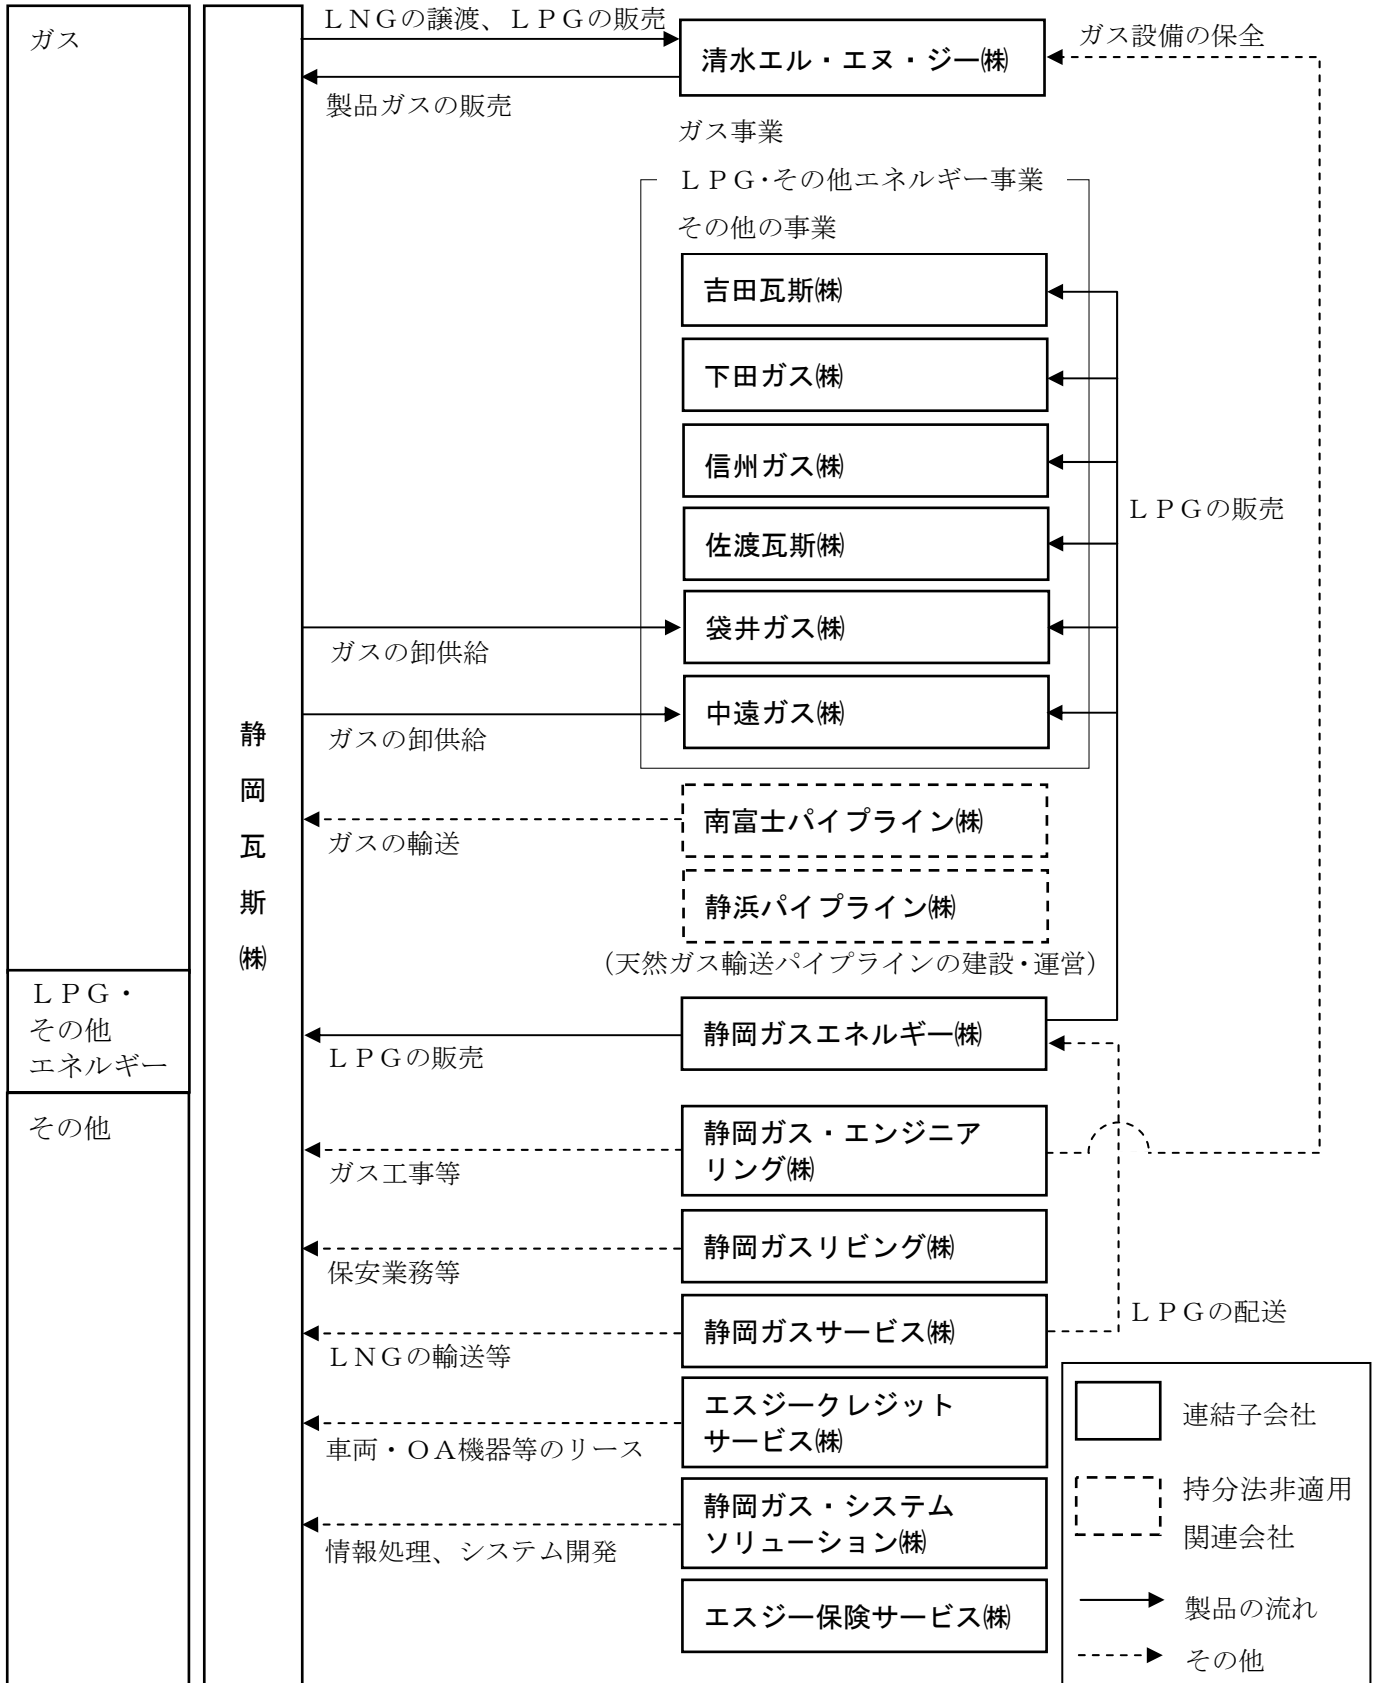 ガス
LNGの譲渡、LPGの販売
清水エル・エヌ・ジー㈱
ガス設備の保全
製品ガスの販売
ガス事業
LPG・その他エネルギー事業
その他の事業
吉田瓦斯㈱
下田ガス㈱
信州ガス㈱
LPGの販売
佐渡瓦斯㈱
袋井ガス㈱
ガスの卸供給
中遠ガス㈱
ガスの卸供給
静
岡
瓦
斯
㈱
南富士パイプライン㈱
ガスの輸送
静浜パイプライン㈱
(天然ガス輸送パイプラインの建設・運営)
LPG・
その他
エネルギー
静岡ガスエネルギー㈱
LPGの販売
その他
静岡ガス・エンジニア
リング㈱
ガス工事等
静岡ガスリビング㈱
保安業務等
LPGの配送
静岡ガスサービス㈱
LNGの輸送等
エスジークレジット
サービス㈱
車両・OA機器等のリース
静岡ガス・システム
ソリューション㈱
情報処理、システム開発
エスジー保険サービス㈱
連結子会社
持分法非適用
関連会社
製品の流れ
その他